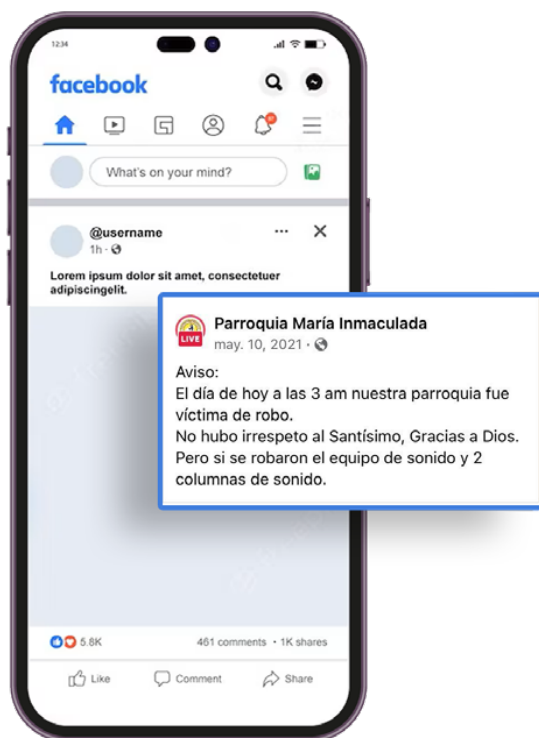 12:34
facebook
What's on your mind?
@username
1h ·
Lorem ipsum dolor sit amet, consectetuer
adipiscingelit.
LIVE
Parroquia María Inmaculada
may. 10, 2021 ·
Aviso:
El día de hoy a las 3 am nuestra parroquia fue
víctima de robo.
No hubo irrespeto al Santísimo, Gracias a Dios.
Pero si se robaron el equipo de sonido y 2
columnas de sonido.
5.8K 461 comments · 1K shares
Like Comment Share